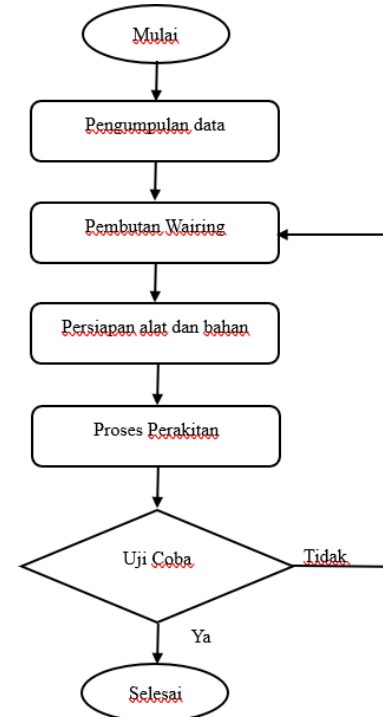 Mulai
Pengumpulan data
Pembutan Wairing
Persiapan alat dan bahan
Proses Perakitan
Uji Coba
Tidak
Ya
Selesai